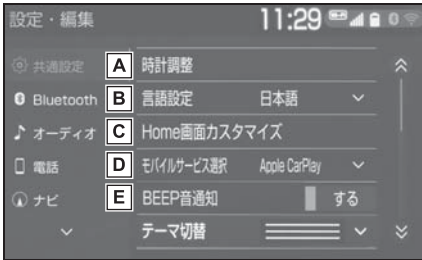 設定・編集 11:29
共通設定 A 時計調整
Bluetooth B 言語設定 日本語
オーディオ C Home画面カスタマイズ
電話 D モバイルサービス選択 Apple CarPlay
ナビ E BEEP音通知 する
テーマ切替